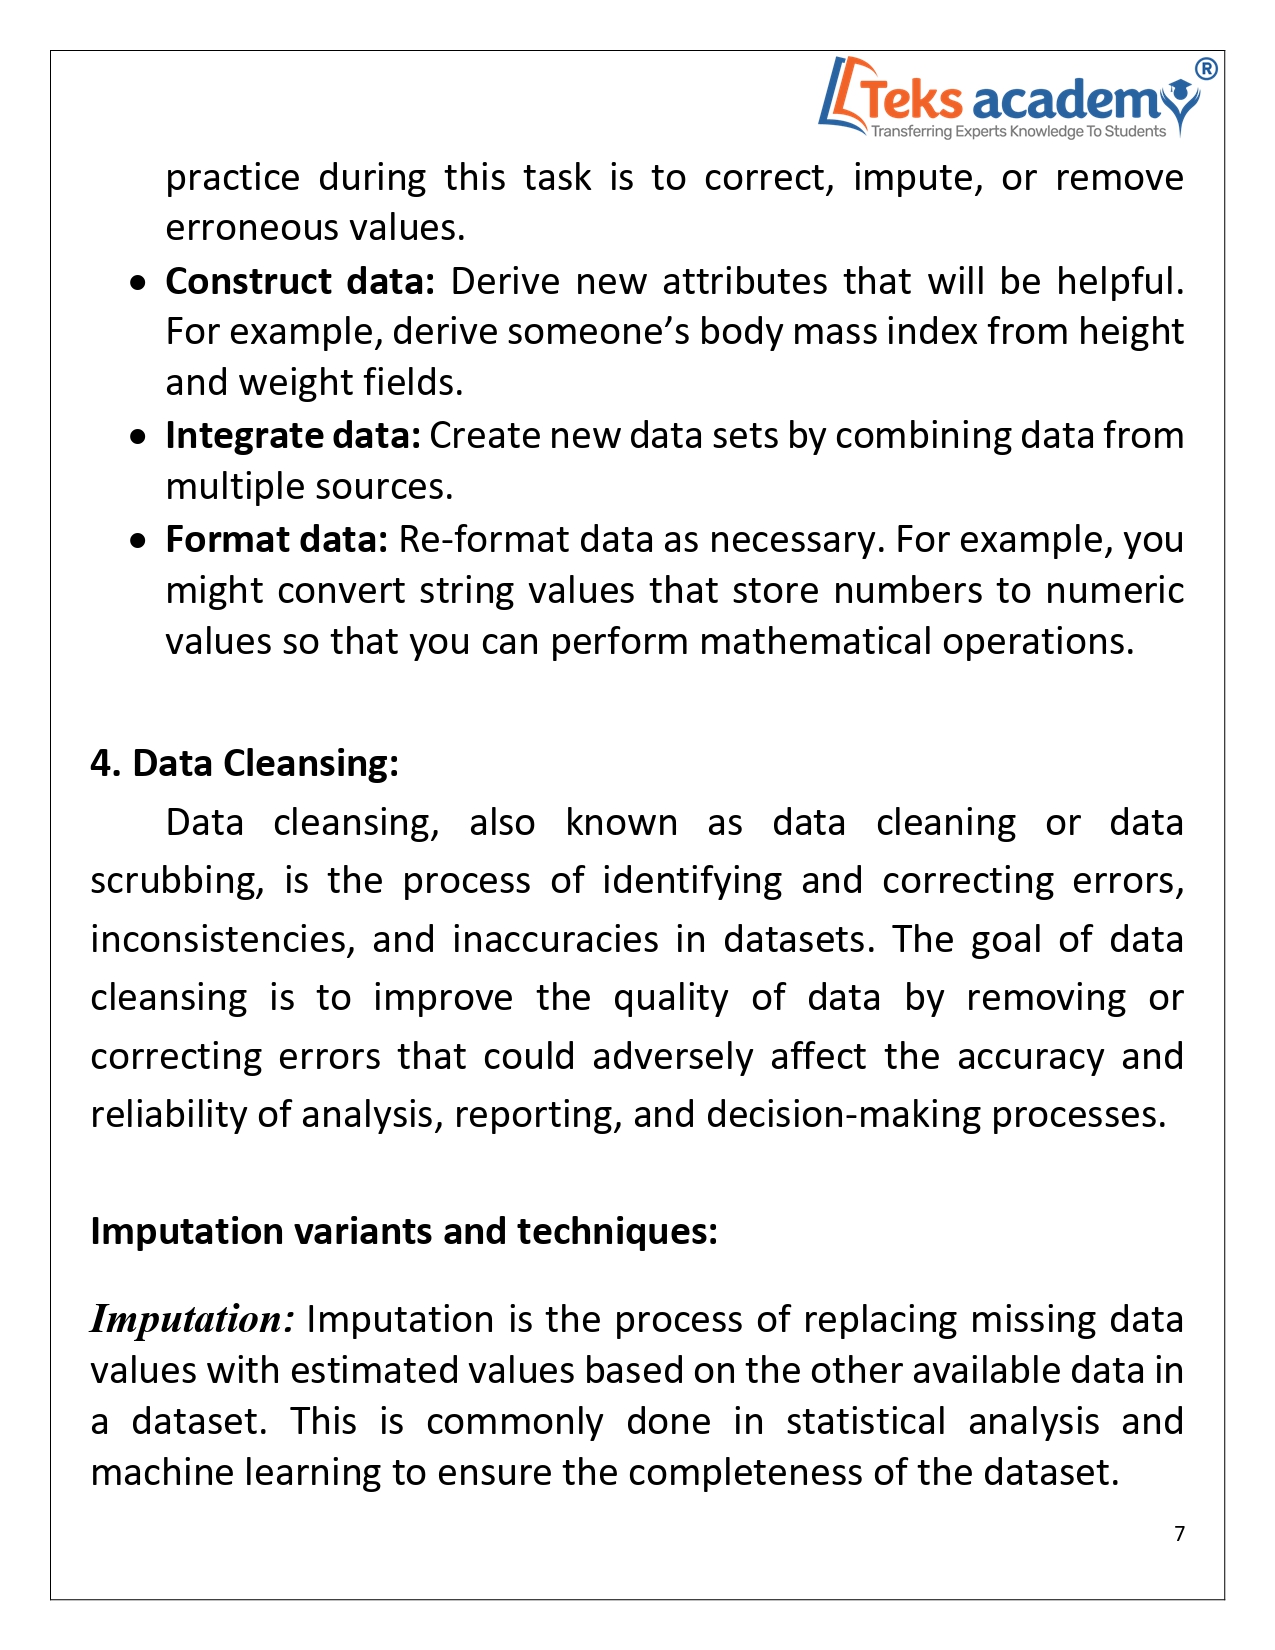 Teks academy®
Transferring Experts Knowledge To Students
practice during this task is to correct, impute, or remove
erroneous values.
• Construct data: Derive new attributes that will be helpful.
For example, derive someone’s body mass index from height
and weight fields.
• Integrate data: Create new data sets by combining data from
multiple sources.
• Format data: Re-format data as necessary. For example, you
might convert string values that store numbers to numeric
values so that you can perform mathematical operations.
4. Data Cleansing:
Data cleansing, also known as data cleaning or data
scrubbing, is the process of identifying and correcting errors,
inconsistencies, and inaccuracies in datasets. The goal of data
cleansing is to improve the quality of data by removing or
correcting errors that could adversely affect the accuracy and
reliability of analysis, reporting, and decision-making processes.
Imputation variants and techniques:
Imputation: Imputation is the process of replacing missing data
values with estimated values based on the other available data in
a dataset. This is commonly done in statistical analysis and
machine learning to ensure the completeness of the dataset.
7